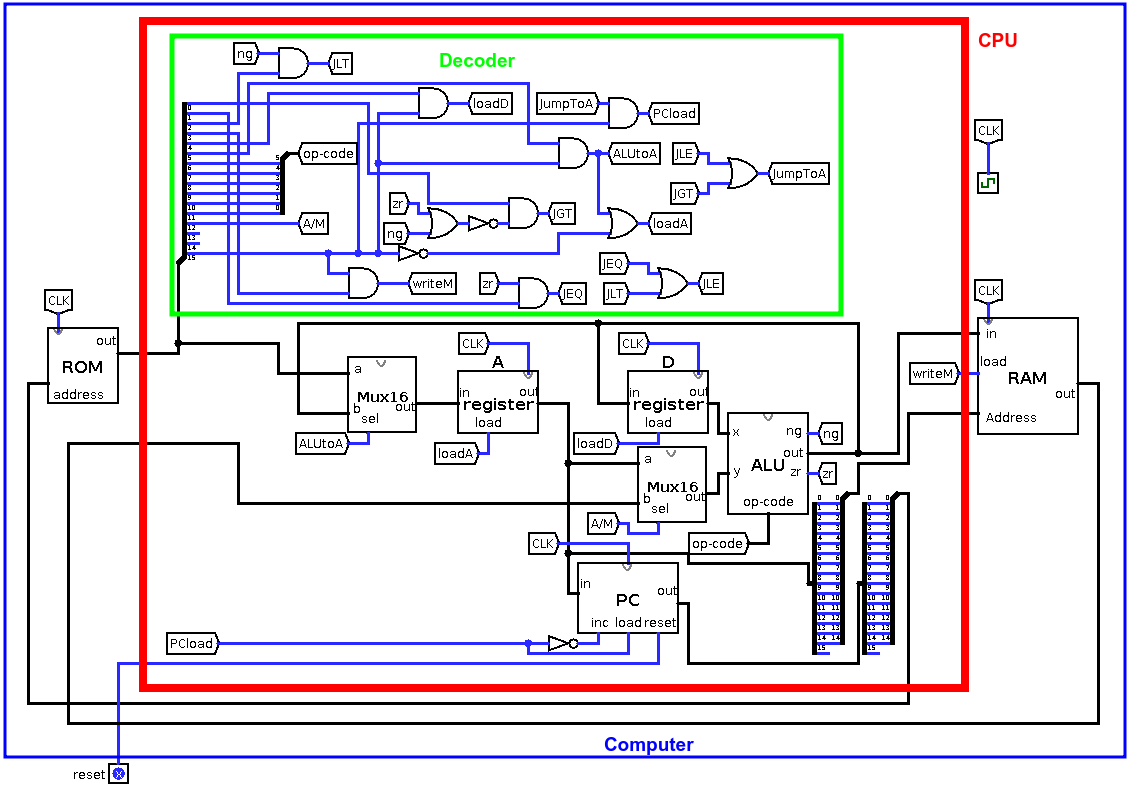 CPU
Decoder
ng
JLT
loadD
JumpToA
PCload
CLK
0
1
2
3
4
5
6
7
8
9
10
11
12
13
14
15
5
4
3
2
1
0
op-code
ALUtoA
JLE
JumpToA
JGT
zr
ng
JGT
loadA
A/M
writeM
zr
JEQ
JEQ
JLT
JLE
CLK
ROM
out
address
CLK
in
load
RAM
out
Address
writeM
a
Mux16
b
out
sel
ALUtoA
CLK
A
in
out
register
load
loadA
CLK
D
in
out
register
load
loadD
x
ng
ng
out
ALU
zr
zr
y
op-code
a
Mux16
b
out
sel
A/M
op-code
CLK
in
out
PC
inc load reset
PCload
0 0 0 0
1 1 1 1
2 2 2 2
3 3 3 3
4 4 4 4
5 5 5 5
6 6 6 6
7 7 7 7
8 8 8 8
9 9 9 9
10 10 10 10
11 11 11 11
12 12 12 12
13 13 13 13
14 14 14 14
15 15
Computer
reset
x